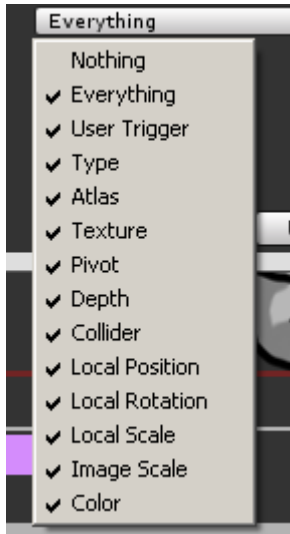 Everything
Nothing
Everything
User Trigger
Type
Atlas
Texture
Pivot
Depth
Collider
Local Position
Local Rotation
Local Scale
Image Scale
Color